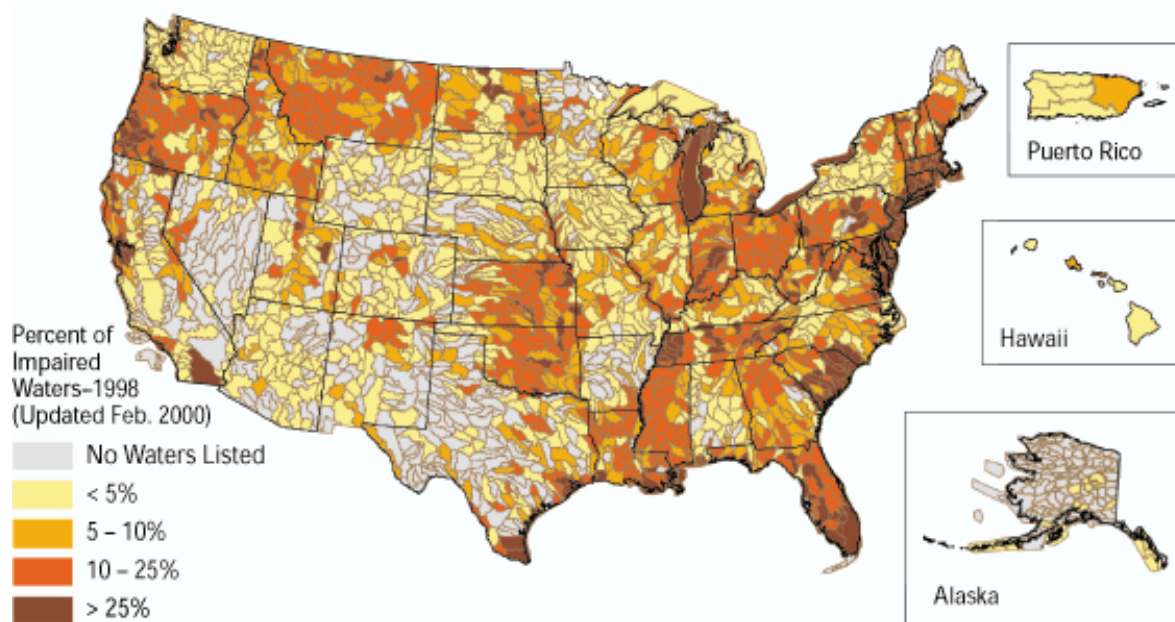 Puerto Rico
Hawaii
Percent of
Impaired
Waters–1998
(Updated Feb. 2000)
No Waters Listed
< 5%
5 – 10%
10 – 25%
> 25%
Alaska